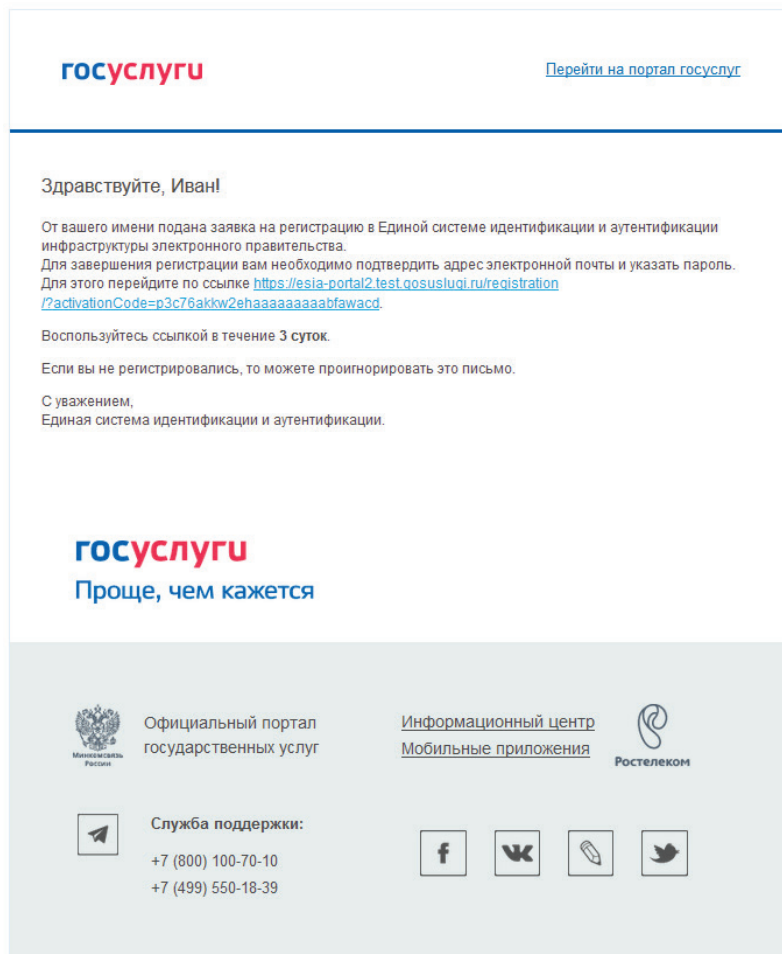 госуслуги
Перейти на портал госуслуг
Здравствуйте, Иван!
От вашего имени подана заявка на регистрацию в Единой системе идентификации и аутентификации
инфраструктуры электронного правительства.
Для завершения регистрации вам необходимо подтвердить адрес электронной почты и указать пароль.
Для этого перейдите по ссылке https://esia-portal2.test.gosuslugi.ru/registration
/?activationCode=p3c76akkw2ehaaaaaaaaabfawacd.
Воспользуйтесь ссылкой в течение 3 суток.
Если вы не регистрировались, то можете проигнорировать это письмо.
С уважением,
Единая система идентификации и аутентификации.
госуслуги
Проще, чем кажется
Минкомсвязь
России
Официальный портал
государственных услуг
Информационный центр
Мобильные приложения
Ростелеком
Служба поддержки:
+7 (800) 100-70-10
+7 (499) 550-18-39